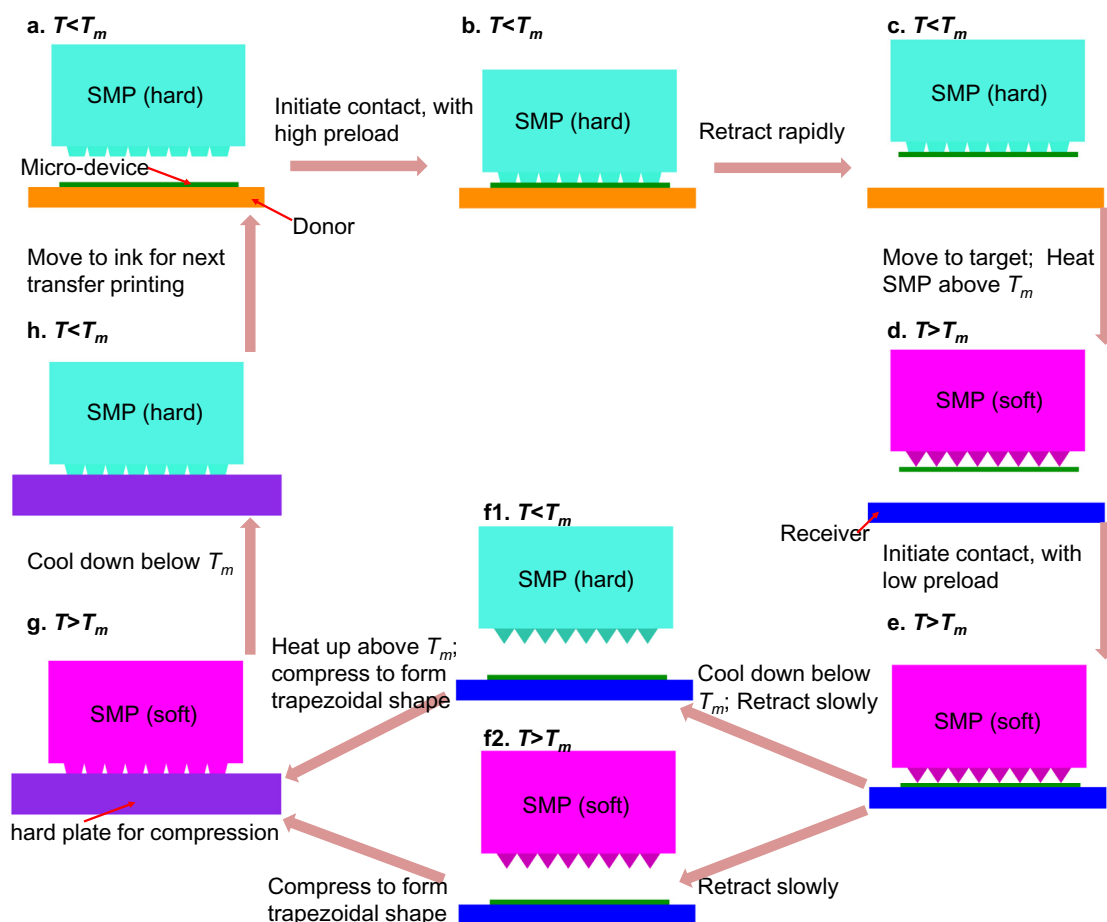 a. T<Tm
SMP (hard)
Micro-device
Donor
Initiate contact, with
high preload
b. T<Tm
SMP (hard)
Retract rapidly
c. T<Tm
SMP (hard)
Move to target; Heat
SMP above Tm
d. T>Tm
SMP (soft)
Receiver
Initiate contact, with
low preload
e. T>Tm
SMP (soft)
Cool down below
Tm; Retract slowly
f1. T<Tm
SMP (hard)
Retract slowly
f2. T>Tm
SMP (soft)
Heat up above Tm;
compress to form
trapezoidal shape
Compress to form
trapezoidal shape
g. T>Tm
SMP (soft)
hard plate for compression
Cool down below Tm
h. T<Tm
SMP (hard)
Move to ink for next
transfer printing